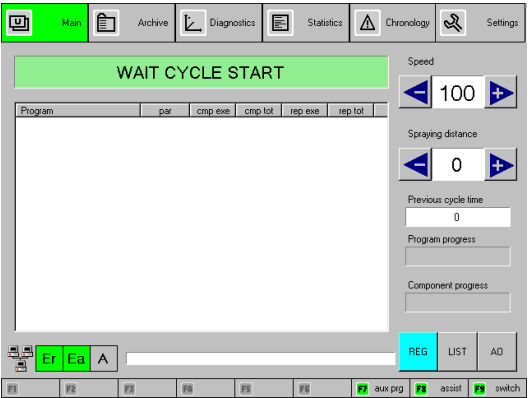 Main
Archive
Diagnostics
Statistics
Chronology
Settings
WAIT CYCLE START
Speed
100
Program par cmp exe cmp tot rep exe rep tot
Spraying distance
0
Previous cycle time
0
Program progress
Component progress
Er Ea A
REG LIST AO
F1 F2 F3 F4 F5 F6 F7 aux prg F8 assist F9 switch